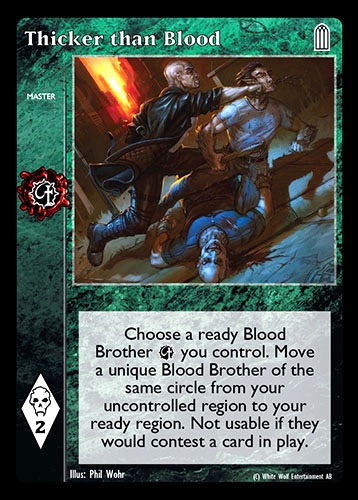 Thicker than Blood
MASTER
Choose a ready Blood
Brother you control. Move
a unique Blood Brother of the
same circle from your
uncontrolled region to your
ready region. Not usable if they
would contest a card in play.
2
Illus: Phil Wohr
(C) White Wolf Entertainment AB